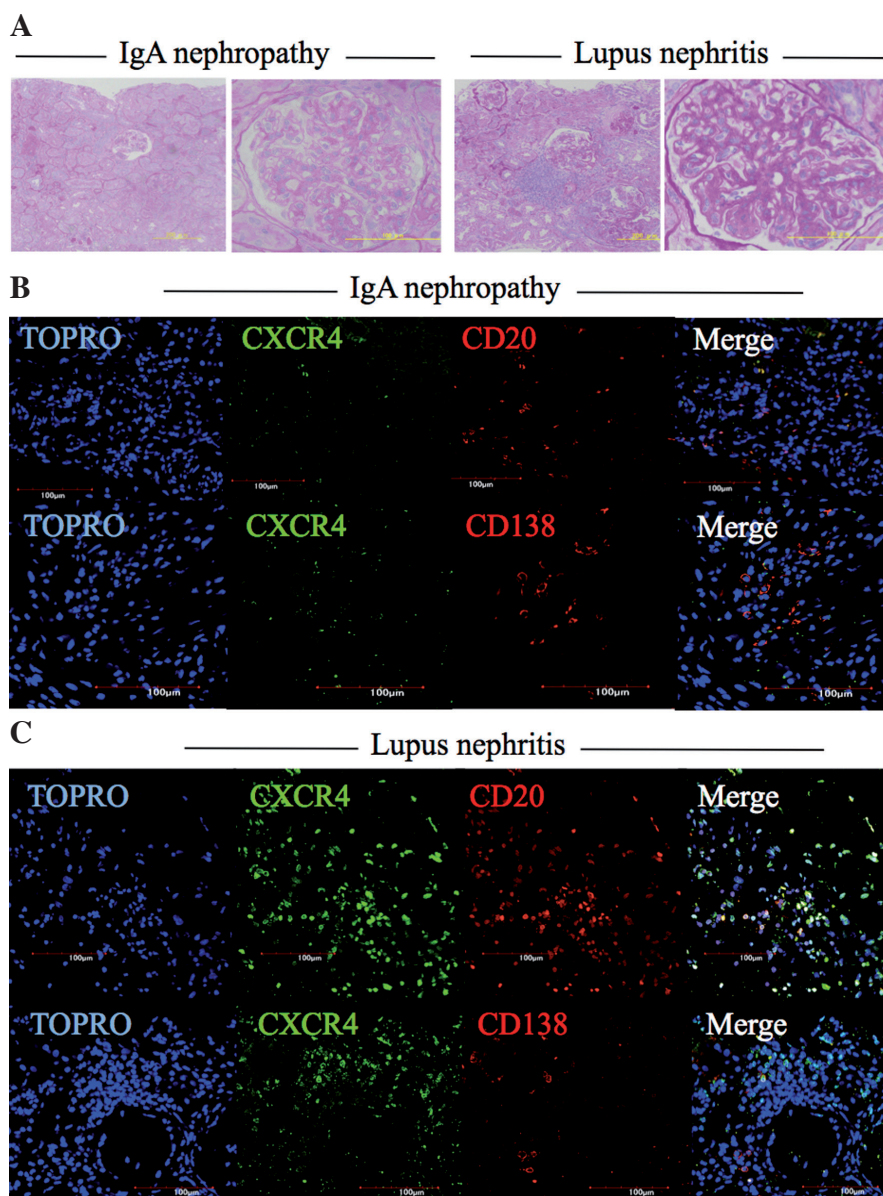 A
IgA nephropathy Lupus nephritis
B
IgA nephropathy
TOPRO CXCR4 CD20 Merge
100µm 100µm 100µm 100µm
TOPRO CXCR4 CD138 Merge
100µm 100µm 100µm 100µm
C
Lupus nephritis
TOPRO CXCR4 CD20 Merge
100µm 100µm 100µm 100µm
TOPRO CXCR4 CD138 Merge
100µm 100µm 100µm 100µm